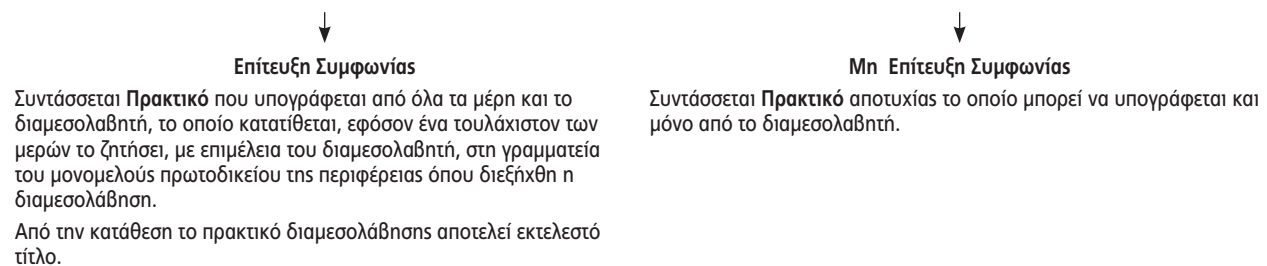 Επίτευξη Συμφωνίας
Συντάσσεται Πρακτικό που υπογράφεται από όλα τα μέρη και το
διαμεσολαβητή, το οποίο κατατίθεται, εφόσον ένα τουλάχιστον των
μερών το ζητήσει, με επιμέλεια του διαμεσολαβητή, στη γραμματεία
του μονομελούς πρωτοδικείου της περιφέρειας όπου διεξήχθη η
διαμεσολάβηση.
Από την κατάθεση το πρακτικό διαμεσολάβησης αποτελεί εκτελεστό
τίτλο.
Μη Επίτευξη Συμφωνίας
Συντάσσεται Πρακτικό αποτυχίας το οποίο μπορεί να υπογράφεται και
μόνο από το διαμεσολαβητή.